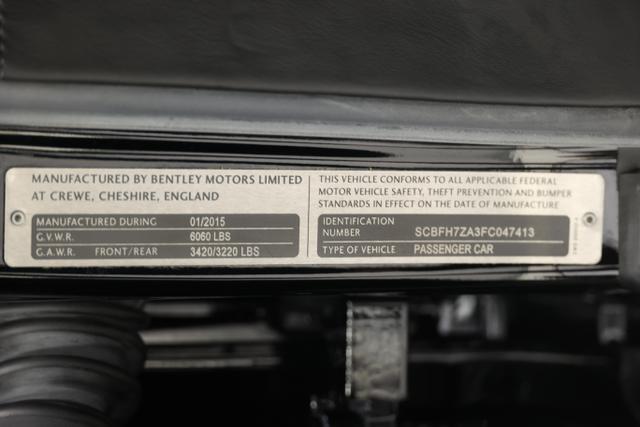 MANUFACTURED BY BENTLEY MOTORS LIMITED
AT CREWE, CHESHIRE, ENGLAND
MANUFACTURED DURING 01/2015
G.V.W.R. 6060 LBS
G.A.W.R. FRONT/REAR 3420/3220 LBS
THIS VEHICLE CONFORMS TO ALL APPLICABLE FEDERAL
MOTOR VEHICLE SAFETY, THEFT PREVENTION AND BUMPER
STANDARDS IN EFFECT ON THE DATE OF MANUFACTURE
IDENTIFICATION
NUMBER SCBFH7ZA3FC047413
TYPE OF VEHICLE PASSENGER CAR